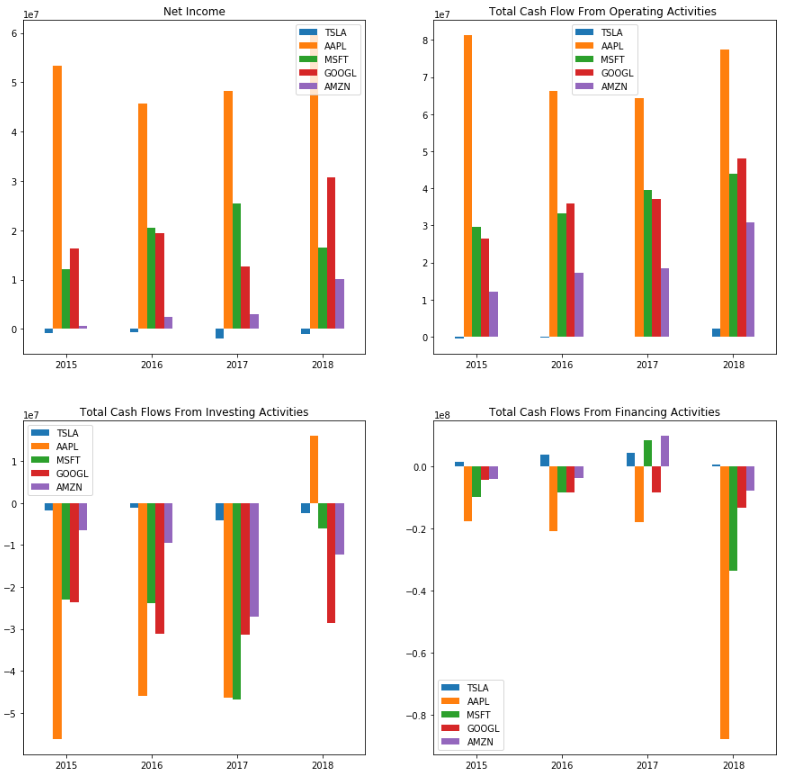 Net Income
1e7
6
5
4
3
2
1
0
2015 2016 2017 2018
TSLA
AAPL
MSFT
GOOGL
AMZN
Total Cash Flow From Operating Activities
1e7
8
7
6
5
4
3
2
1
0
2015 2016 2017 2018
TSLA
AAPL
MSFT
GOOGL
AMZN
Total Cash Flows From Investing Activities
1e7
1
0
−1
−2
−3
−4
−5
2015 2016 2017 2018
TSLA
AAPL
MSFT
GOOGL
AMZN
Total Cash Flows From Financing Activities
1e8
0.0
−0.2
−0.4
−0.6
−0.8
2015 2016 2017 2018
TSLA
AAPL
MSFT
GOOGL
AMZN